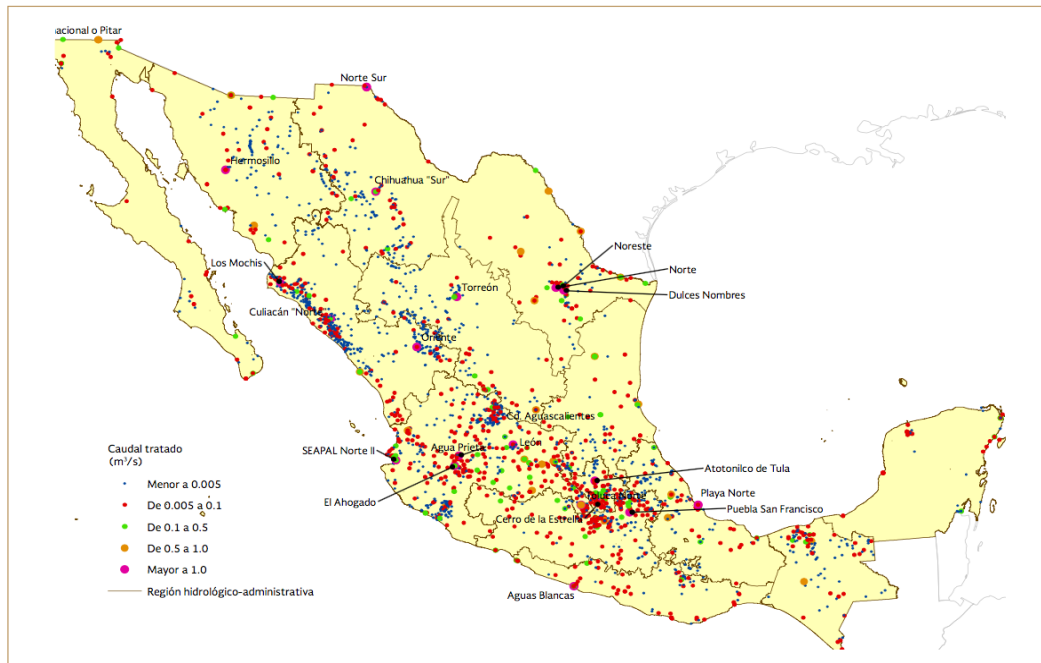 nacional o Pitar
Norte Sur
Hermosillo
Chihuahua "Sur"
Noreste
Los Mochis
Norte
Torreón
Dulces Nombres
Culiacán "Norte"
Oriente
Cd. Aguascalientes
Caudal tratado
(m³/s)
SEAPAL Norte II
Agua Prieta
León
Atotonilco de Tula
Menor a 0.005
Playa Norte
De 0.005 a 0.1
El Ahogado
Toluca Norte
Puebla San Francisco
De 0.1 a 0.5
Cerro de la Estrella
De 0.5 a 1.0
Mayor a 1.0
Aguas Blancas
Región hidrológico-administrativa